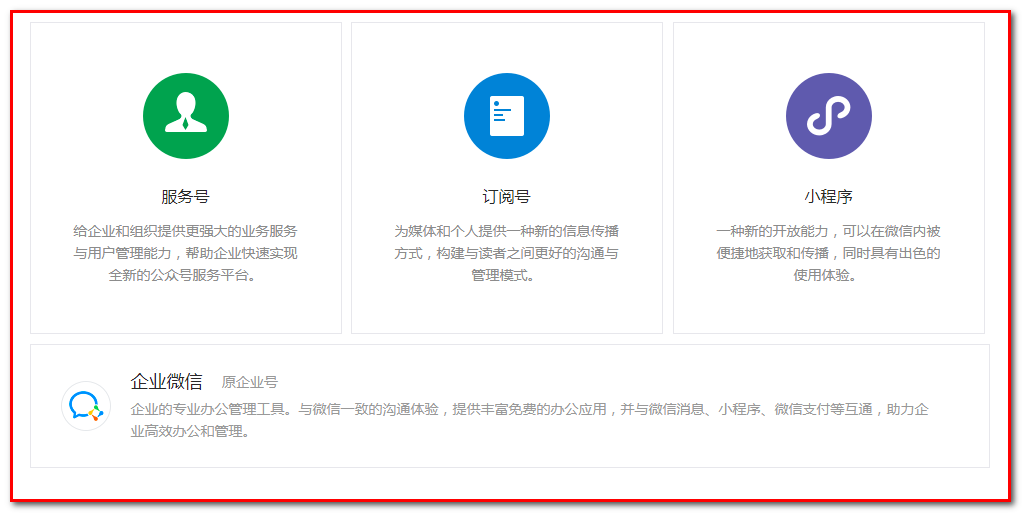 服务号
给企业和组织提供更强大的业务服务
与用户管理能力，帮助企业快速实现
全新的公众号服务平台。
订阅号
为媒体和个人提供一种新的信息传播
方式，构建与读者之间更好的沟通与
管理模式。
小程序
一种新的开放能力，可以在微信内被
便捷地获取和传播，同时具有出色的
使用体验。
企业微信 原企业号
企业的专业办公管理工具。与微信一致的沟通体验，提供丰富免费的办公应用，并与微信消息、小程序、微信支付等互通，助力企
业高效办公和管理。